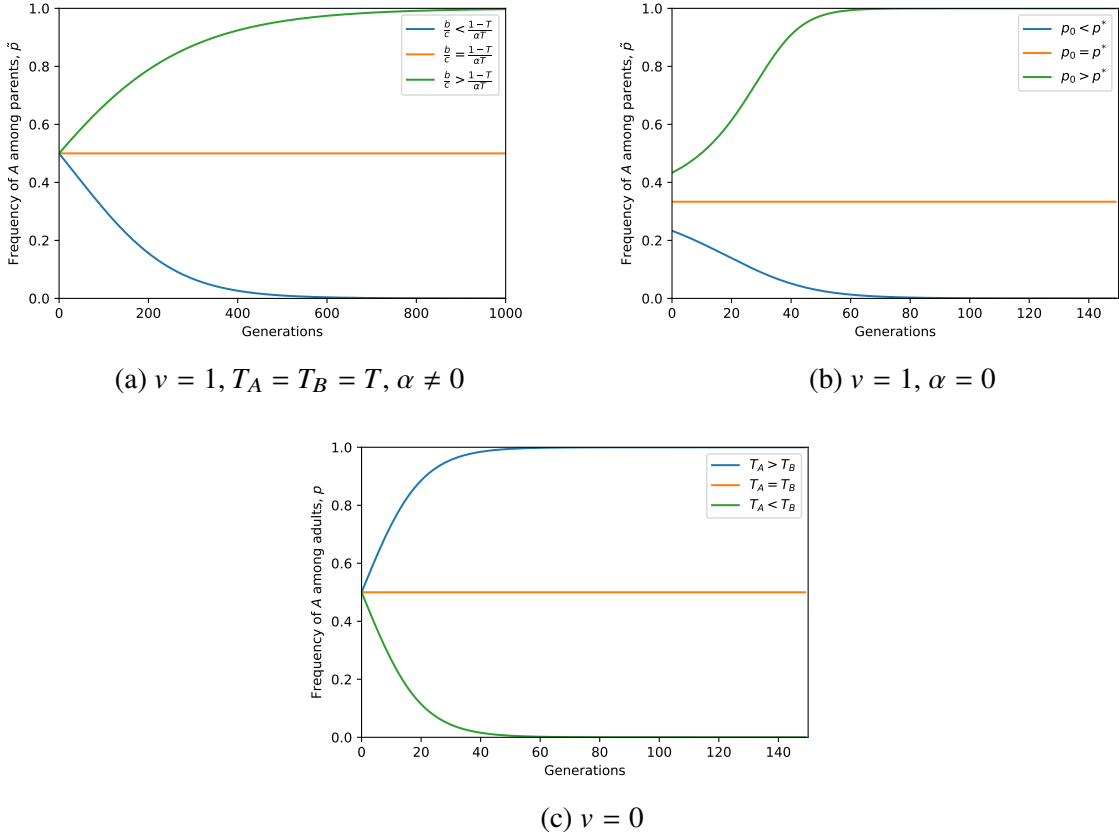 1.0
0.8
0.6
0.4
0.2
0.0
0 200 400 600 800 1000
Generations
Frequency of A among parents, p̃
b/c < (1 − T)/(αT)
b/c = (1 − T)/(αT)
b/c > (1 − T)/(αT)
(a) v = 1, T_A = T_B = T, α ≠ 0
1.0
0.8
0.6
0.4
0.2
0.0
0 20 40 60 80 100 120 140
Generations
Frequency of A among parents, p̃
p₀ < p*
p₀ = p*
p₀ > p*
(b) v = 1, α = 0
1.0
0.8
0.6
0.4
0.2
0.0
0 20 40 60 80 100 120 140
Generations
Frequency of A among adults, p
T_A > T_B
T_A = T_B
T_A < T_B
(c) v = 0